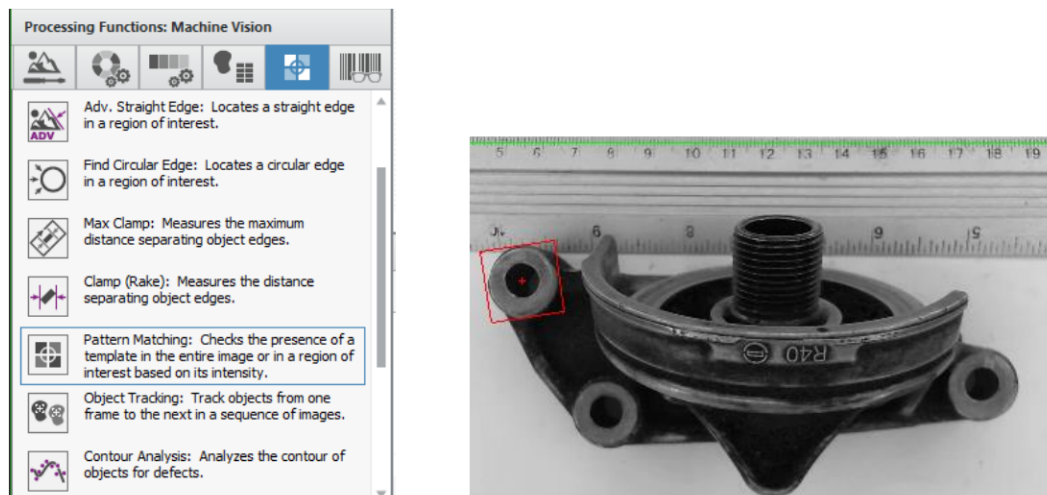 Processing Functions: Machine Vision
Adv. Straight Edge: Locates a straight edge
in a region of interest.
ADV
Find Circular Edge: Locates a circular edge
in a region of interest.
Max Clamp: Measures the maximum
distance separating object edges.
Clamp (Rake): Measures the distance
separating object edges.
Pattern Matching: Checks the presence of a
template in the entire image or in a region of
interest based on its intensity.
Object Tracking: Track objects from one
frame to the next in a sequence of images.
Contour Analysis: Analyzes the contour of
objects for defects.
5 6 7 8 9 10 11 12 13 14 15 16 17 18 19
R40